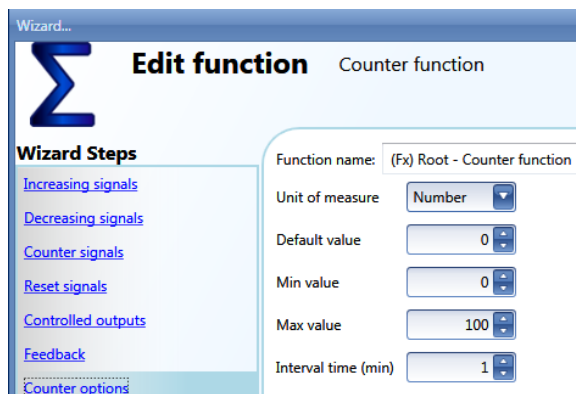 Wizard...
Edit function Counter function
Wizard Steps
Increasing signals
Decreasing signals
Counter signals
Reset signals
Controlled outputs
Feedback
Counter options
Function name: (Fx) Root - Counter function
Unit of measure Number
Default value 0
Min value 0
Max value 100
Interval time (min) 1